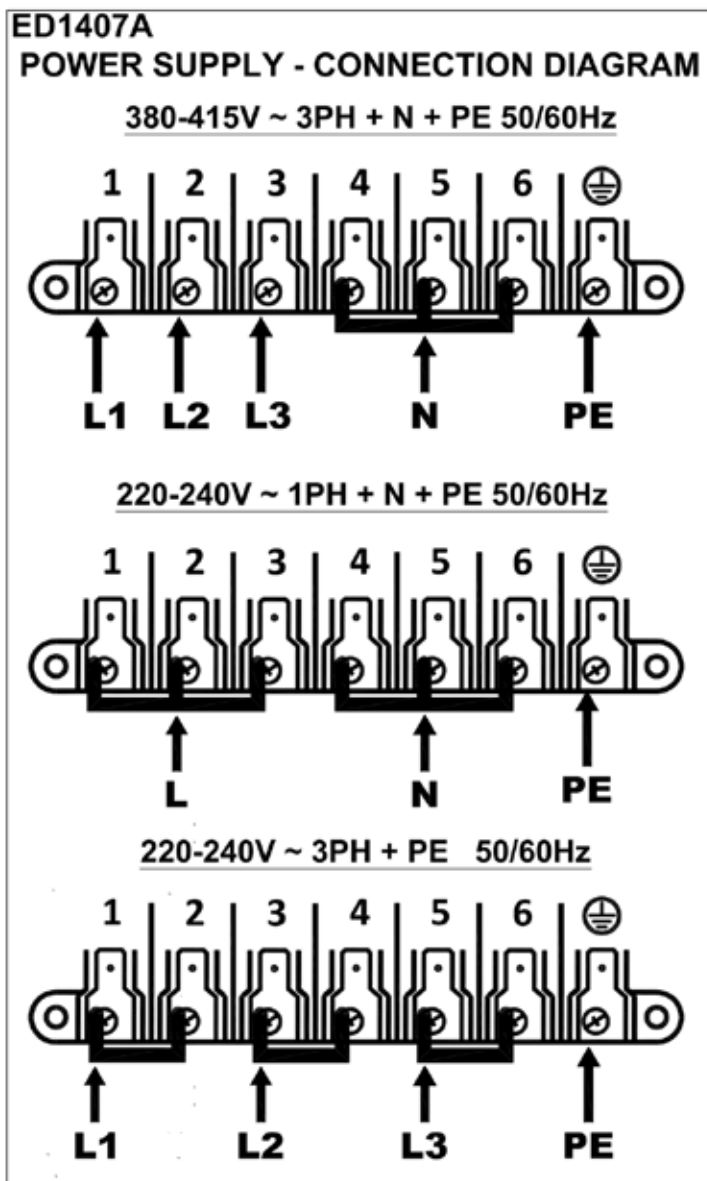 ED1407A
POWER SUPPLY - CONNECTION DIAGRAM
380-415V ~ 3PH + N + PE 50/60Hz
1 2 3 4 5 6
L1 L2 L3 N PE
220-240V ~ 1PH + N + PE 50/60Hz
1 2 3 4 5 6
L N PE
220-240V ~ 3PH + PE 50/60Hz
1 2 3 4 5 6
L1 L2 L3 PE